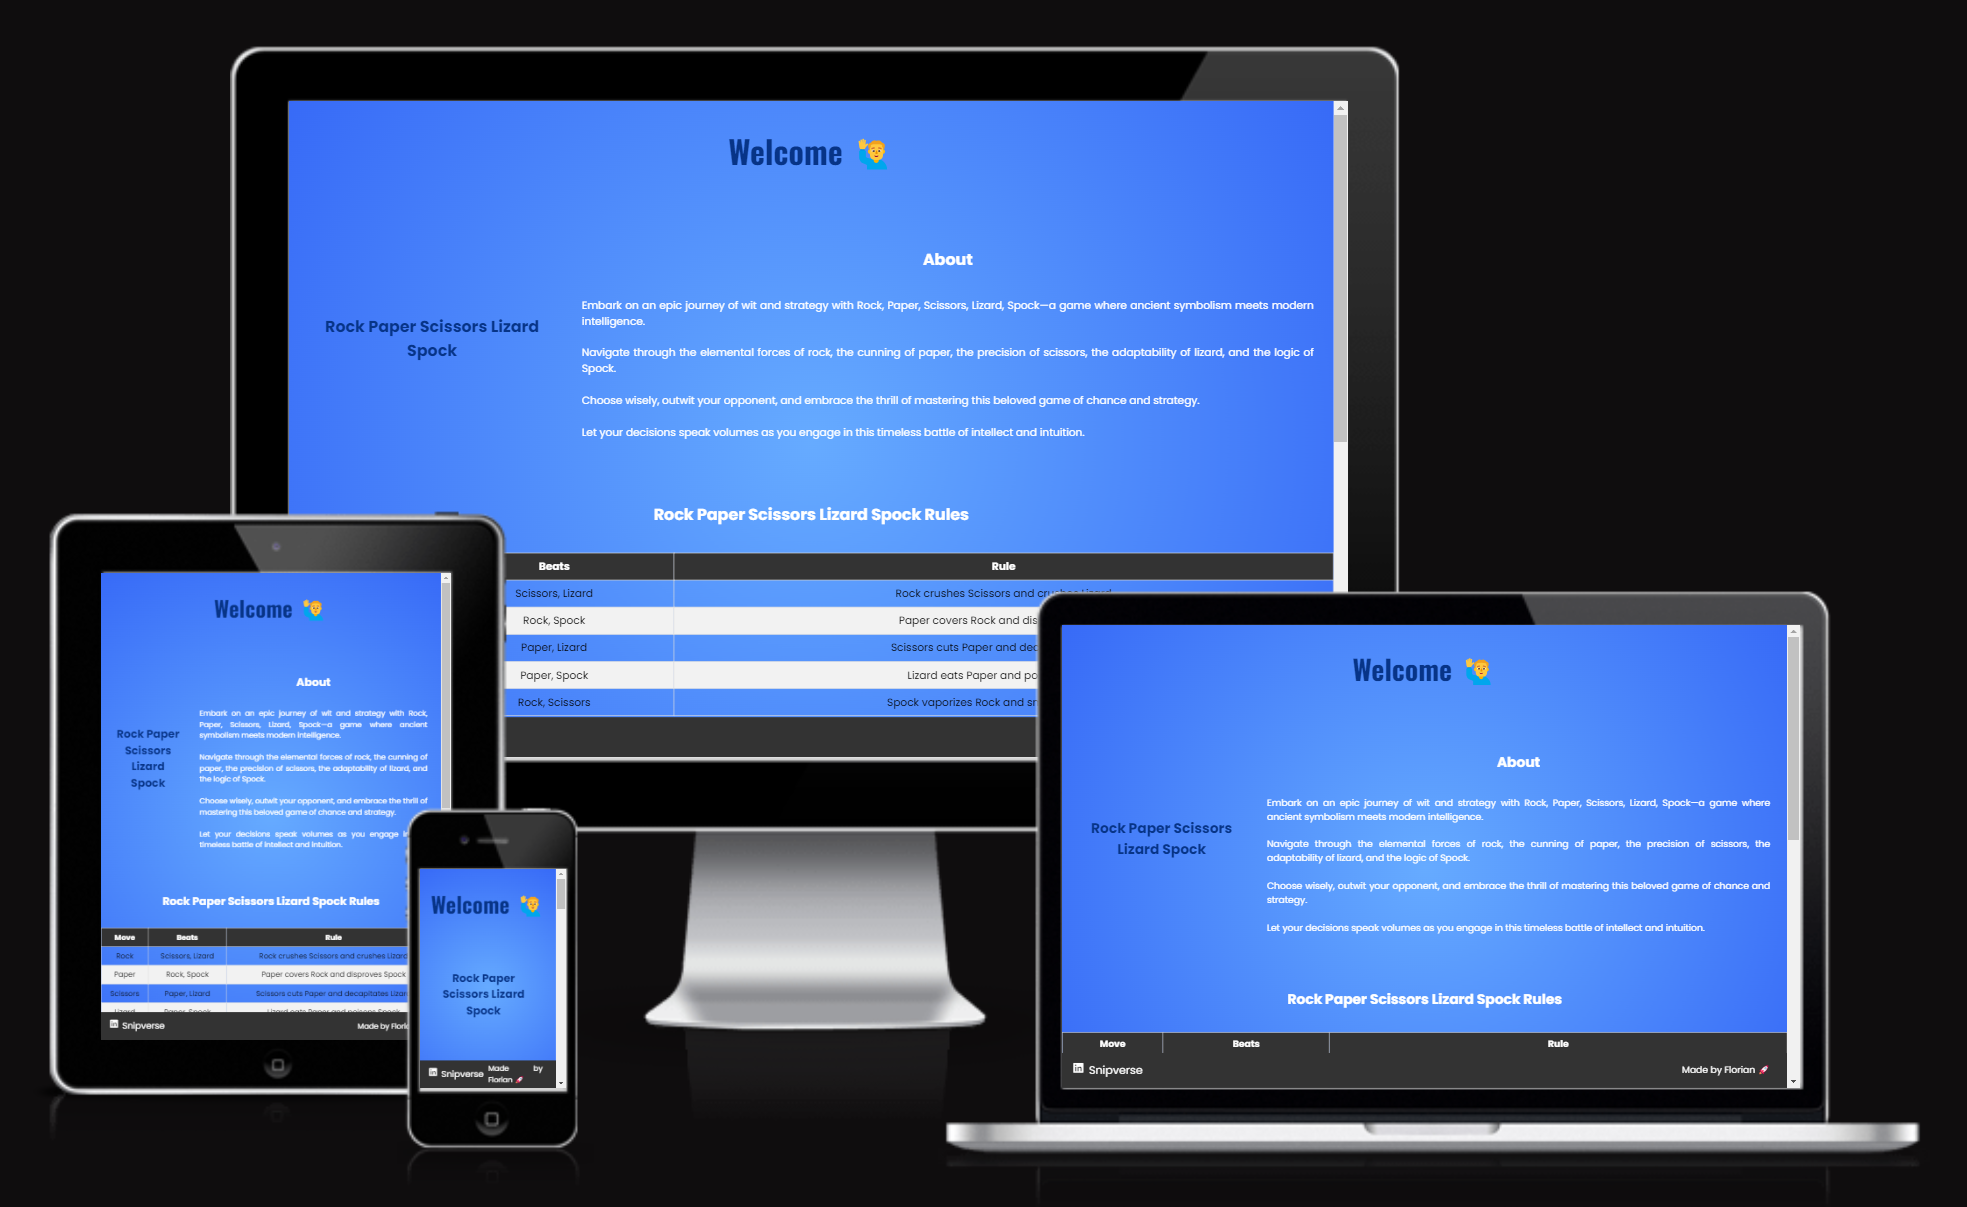 Welcome
About
Rock Paper Scissors Lizard
Spock
Embark on an epic journey of wit and strategy with Rock, Paper, Scissors, Lizard, Spock—a game where ancient symbolism meets modern
intelligence.
Navigate through the elemental forces of rock, the cunning of paper, the precision of scissors, the adaptability of lizard, and the logic of
Spock.
Choose wisely, outwit your opponent, and embrace the thrill of mastering this beloved game of chance and strategy.
Let your decisions speak volumes as you engage in this timeless battle of intellect and intuition.
Rock Paper Scissors Lizard Spock Rules
Beats Rule
Scissors, Lizard Rock crushes Scissors and crushes Lizard
Rock, Spock Paper covers Rock and dis
Paper, Lizard Scissors cuts Paper and dec
Paper, Spock Lizard eats Paper and po
Rock, Scissors Spock vaporizes Rock and sm
Welcome
About
Rock Paper
Scissors
Lizard
Spock
Embark on an epic journey of wit and strategy with Rock,
Paper, Scissors, Lizard, Spock—a game where ancient
symbolism meets modern intelligence.
Navigate through the elemental forces of rock, the cunning of
paper, the precision of scissors, the adaptability of lizard, and
the logic of Spock.
Choose wisely, outwit your opponent, and embrace the thrill of
mastering this beloved game of chance and strategy.
Let your decisions speak volumes as you engage
timeless battle of intellect and intuition.
Rock Paper Scissors Lizard Spock Rules
Move Beats Rule
Rock Scissors, Lizard Rock crushes Scissors and crushes Lizard
Paper Rock, Spock Paper covers Rock and disproves Spock
Scissors Paper, Lizard Scissors cuts Paper and decapitates Lizar
Lizard Paper, Spock Lizard eats Paper and poisons Spock
Snipverse Made by Flori
Welcome
Rock Paper
Scissors Lizard
Spock
Snipverse Made by
Florian
Welcome
About
Rock Paper Scissors
Lizard Spock
Embark on an epic journey of wit and strategy with Rock, Paper, Scissors, Lizard, Spock—a game where
ancient symbolism meets modern intelligence.
Navigate through the elemental forces of rock, the cunning of paper, the precision of scissors, the
adaptability of lizard, and the logic of Spock.
Choose wisely, outwit your opponent, and embrace the thrill of mastering this beloved game of chance and
strategy.
Let your decisions speak volumes as you engage in this timeless battle of intellect and intuition.
Rock Paper Scissors Lizard Spock Rules
Move Beats Rule
Snipverse Made by Florian